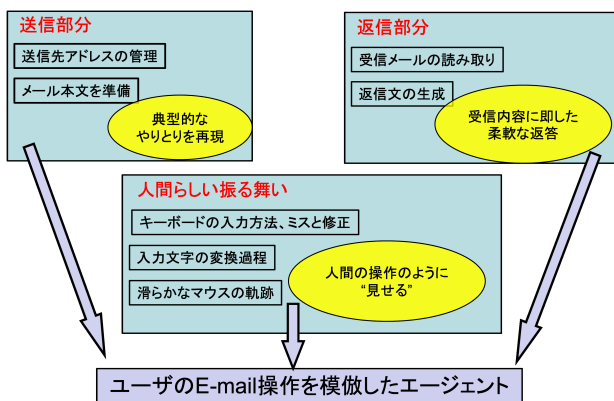 送信部分
送信先アドレスの管理
メール本文を準備
典型的な
やりとりを再現
返信部分
受信メールの読み取り
返信文の生成
受信内容に即した
柔軟な返答
人間らしい振る舞い
キーボードの入力方法、ミスと修正
入力文字の変換過程
滑らかなマウスの軌跡
人間の操作のように
“見せる”
ユーザのE-mail操作を模倣したエージェント